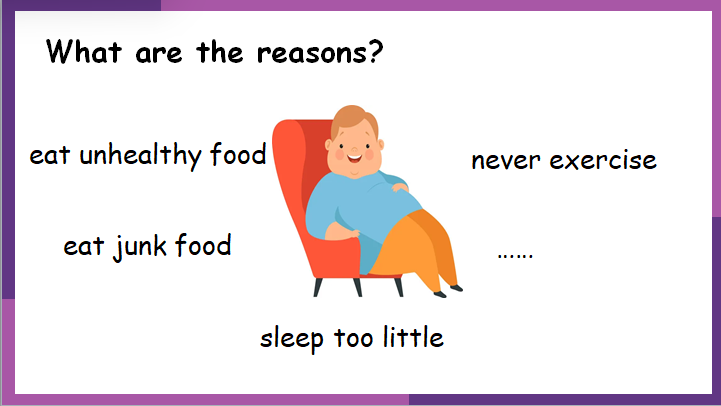 What are the reasons?
eat unhealthy food
never exercise
eat junk food
......
sleep too little